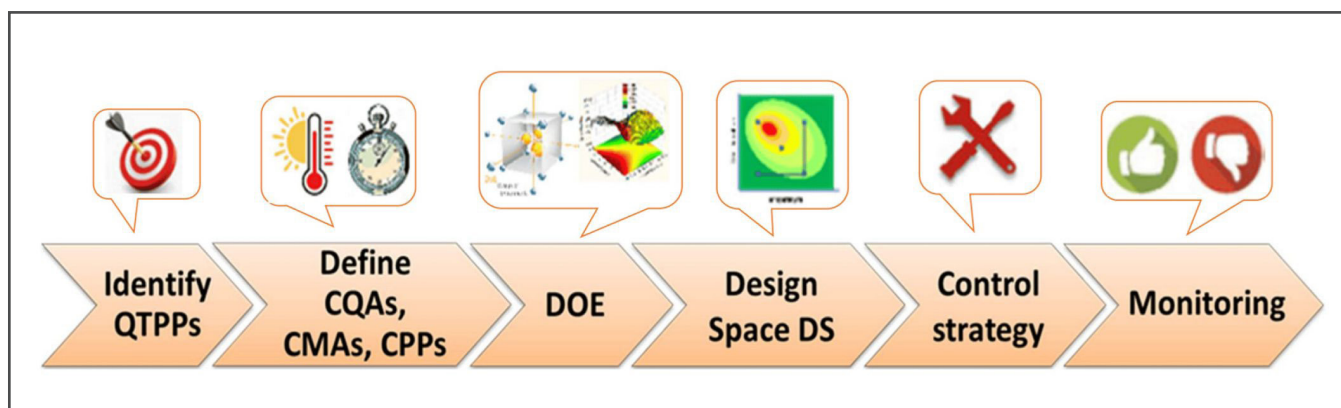 Identify
QTPPs
Define
CQAs,
CMAs, CPPs
DOE
Design
Space DS
Control
strategy
Monitoring